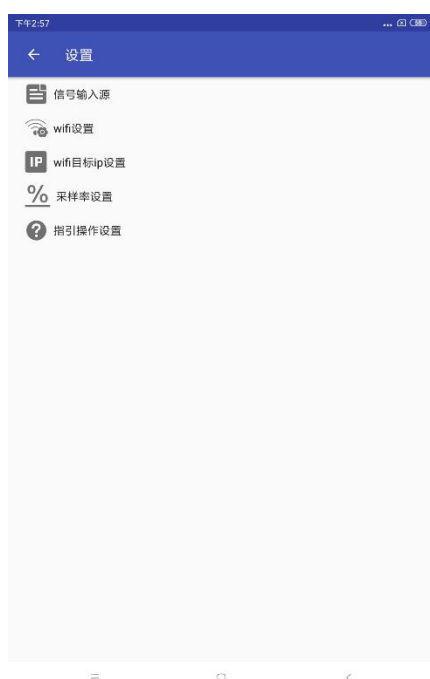 下午2:57
设置
信号输入源
wifi设置
IP wifi目标ip设置
% 采样率设置
? 指引操作设置